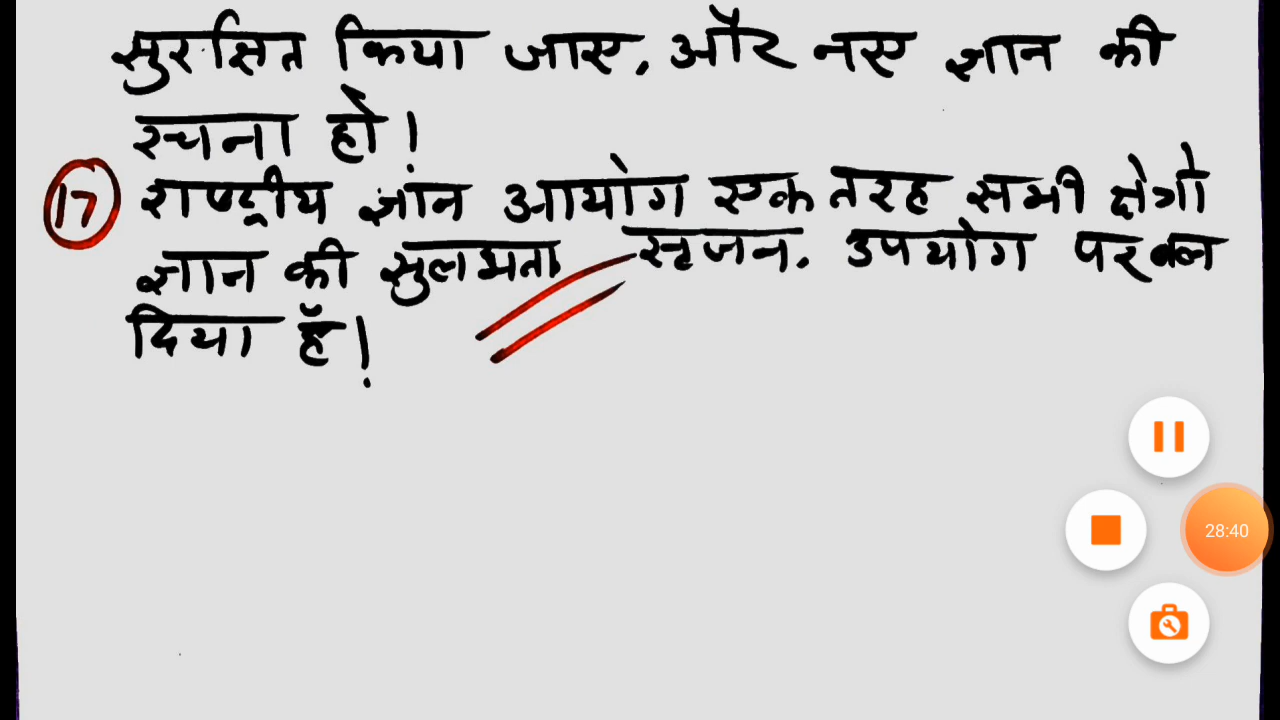 सुरक्षित किया जाए, और नए ज्ञान की
रचना हो!
17 राष्ट्रीय ज्ञान आयोग एक तरह सभी क्षेत्रो
ज्ञान की सुलभता सृजन. उपयोग पर बल
दिया हैं!
28:40